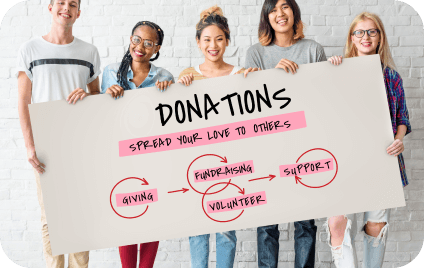 DONATIONS
SPREAD YOUR LOVE TO OTHERS
GIVING
FUNDRAISING
VOLUNTEER
SUPPORT